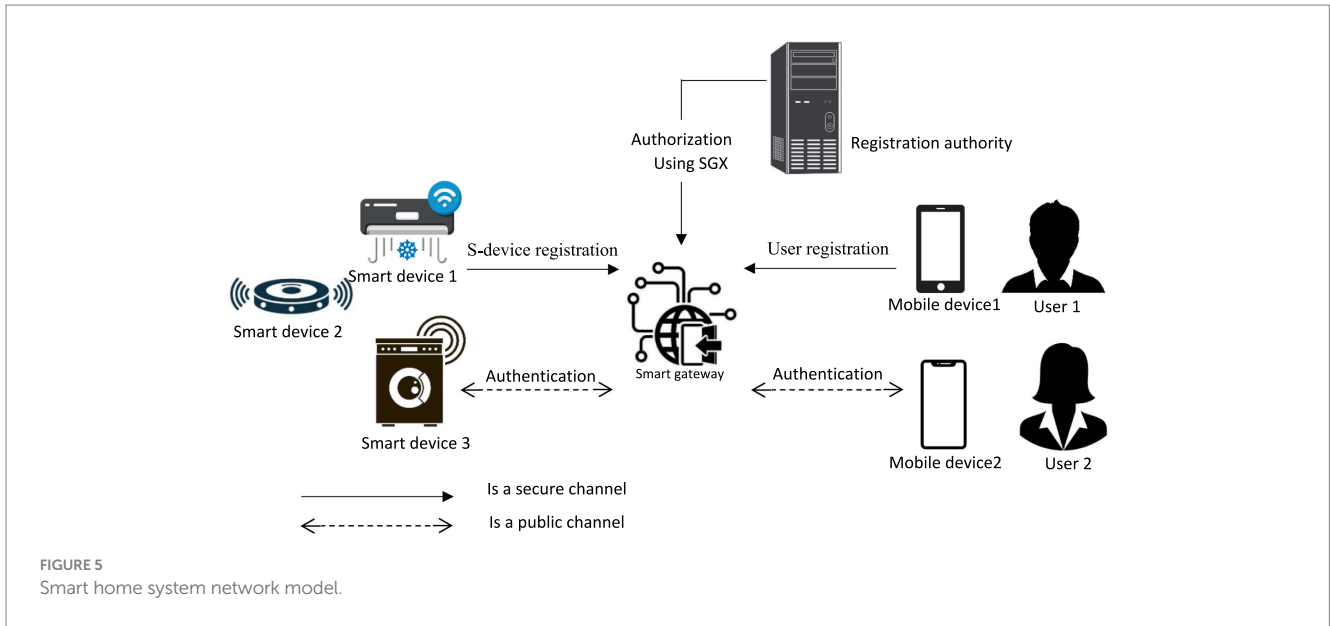 Authorization
Using SGX
Registration authority
S-device registration
User registration
Smart device 1
Smart device 2
Mobile device1
User 1
Authentication
Smart gateway
Authentication
Smart device 3
Mobile device2
User 2
Is a secure channel
Is a public channel
FIGURE 5
Smart home system network model.